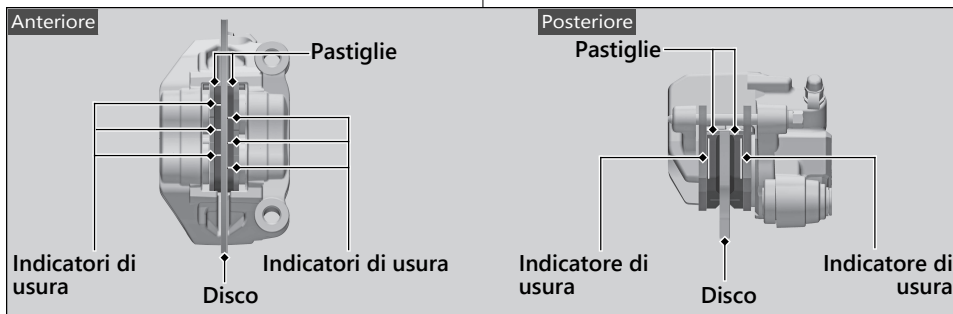 Anteriore
Pastiglie
Indicatori di
usura
Indicatori di usura
Disco
Posteriore
Pastiglie
Indicatore di
usura
Disco
Indicatore di
usura